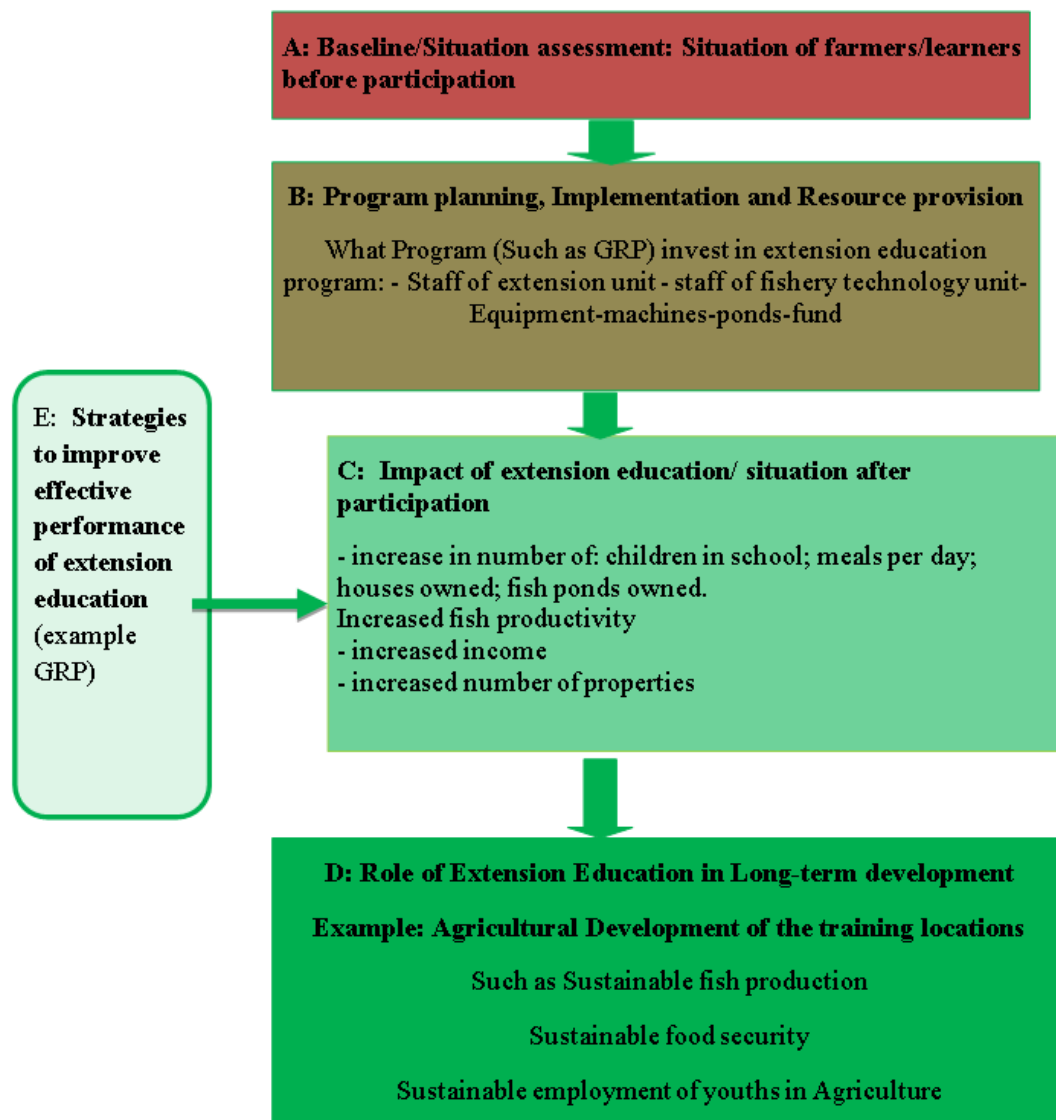 A: Baseline/Situation assessment: Situation of farmers/learners
before participation
B: Program planning, Implementation and Resource provision
What Program (Such as GRP) invest in extension education
program: - Staff of extension unit - staff of fishery technology unit-
Equipment-machines-ponds-fund
E: Strategies
to improve
effective
performance
of extension
education
(example
GRP)
C: Impact of extension education/ situation after
participation
- increase in number of: children in school; meals per day;
houses owned; fish ponds owned.
Increased fish productivity
- increased income
- increased number of properties
D: Role of Extension Education in Long-term development
Example: Agricultural Development of the training locations
Such as Sustainable fish production
Sustainable food security
Sustainable employment of youths in Agriculture